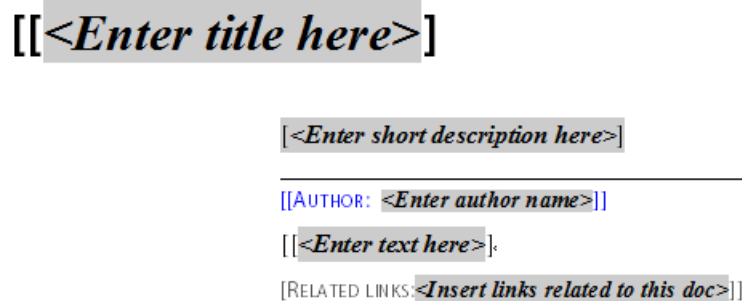 [[<Enter title here>]
[<Enter short description here>]
[[AUTHOR: <Enter author name>]]
[[<Enter text here>].
[RELATED LINKS:<Insert links related to this doc>]]